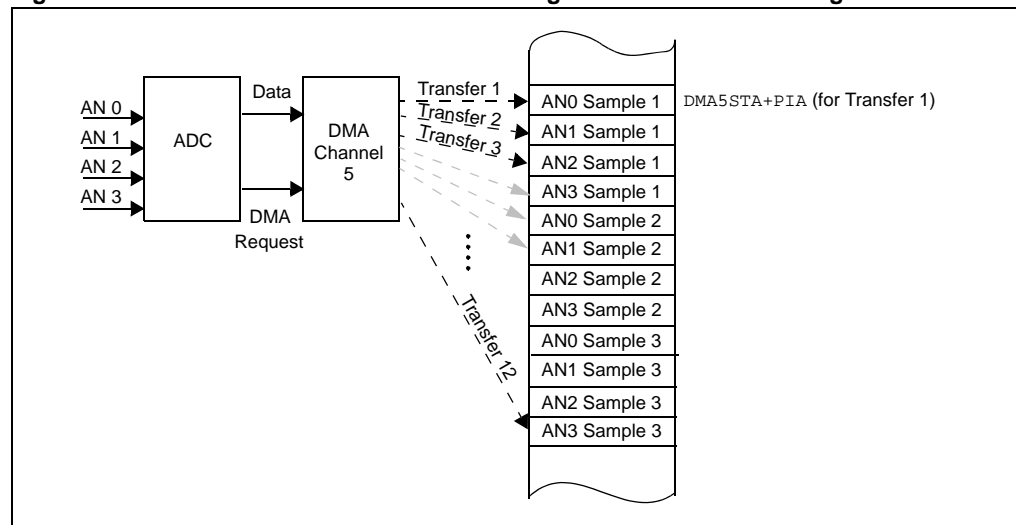 AN 0
AN 1
AN 2
AN 3
ADC
Data
DMA
Request
DMA
Channel
5
Transfer 1
Transfer 2
Transfer 3
Transfer 12
AN0 Sample 1
AN1 Sample 1
AN2 Sample 1
AN3 Sample 1
AN0 Sample 2
AN1 Sample 2
AN2 Sample 2
AN3 Sample 2
AN0 Sample 3
AN1 Sample 3
AN2 Sample 3
AN3 Sample 3
DMA5STA+PIA (for Transfer 1)